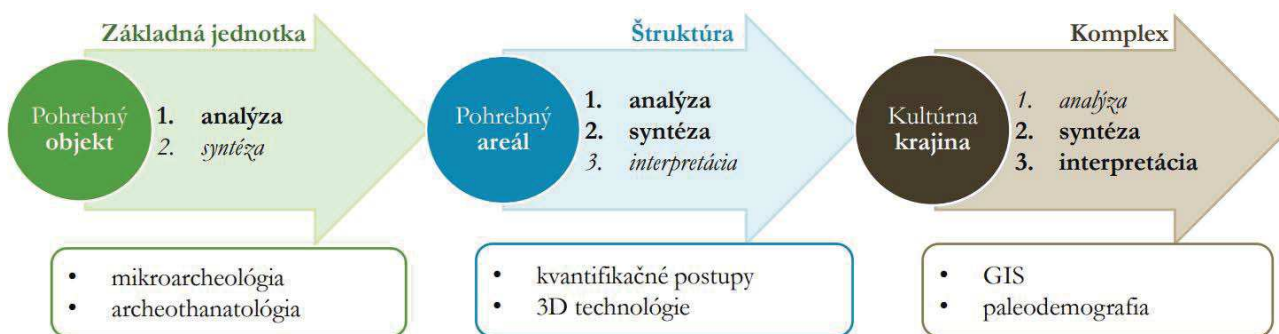 Základná jednotka
Pohrebný
objekt
1. analýza
2. syntéza
• mikroarcheológia
• archeothanatológia
Štruktúra
Pohrebný
areál
1. analýza
2. syntéza
3. interpretácia
• kvantifikačné postupy
• 3D technológie
Komplex
Kultúrna
krajina
1. analýza
2. syntéza
3. interpretácia
• GIS
• paleodemografia